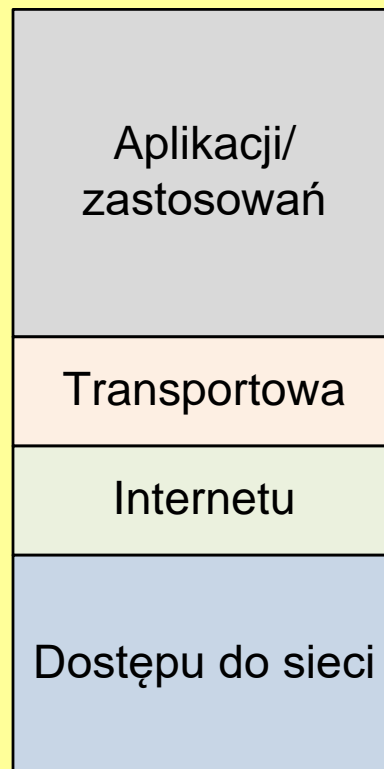 Aplikacji/
zastosowań
Transportowa
Internetu
Dostępu do sieci